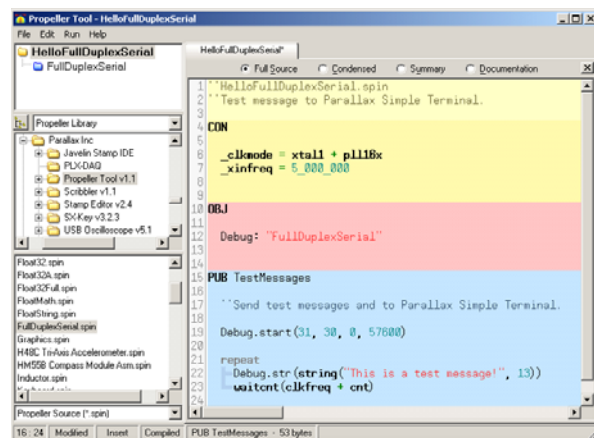 Propeller Tool - HelloFullDuplexSerial
File Edit Run Help
HelloFullDuplexSerial
FullDuplexSerial
Propeller Library
Parallax Inc
Javelin Stamp IDE
PLX-DAQ
Propeller Tool v1.1
Scribbler v1.1
Stamp Editor v2.4
SX-Key v3.2.3
USB Oscilloscope v5.1
Float32.spin
Float32A.spin
Float32Full.spin
FloatMath.spin
FloatString.spin
FullDuplexSerial.spin
Graphics.spin
H48C Tri-Axis Accelerometer.spin
HM55B Compass Module Asm.spin
Inductor.spin
Propeller Source (*.spin)
HelloFullDuplexSerial*
Full Source Condensed Summary Documentation
1 ''HelloFullDuplexSerial.spin
2 ''Test message to Parallax Simple Terminal.
3
4 CON
5
6 _clkmode = xtal1 + pll16x
7 _xinfreq = 5_000_000
8
9
10 OBJ
11
12 Debug: "FullDuplexSerial"
13
14
15 PUB TestMessages
16
17 ''Send test messages and to Parallax Simple Terminal.
18
19 Debug.start(31, 30, 0, 57600)
20
21 repeat
22 Debug.str(string("This is a test message!", 13))
23 waitcnt(clkfreq + cnt)
24
16 : 24 Modified Insert Compiled PUB TestMessages - 53 bytes